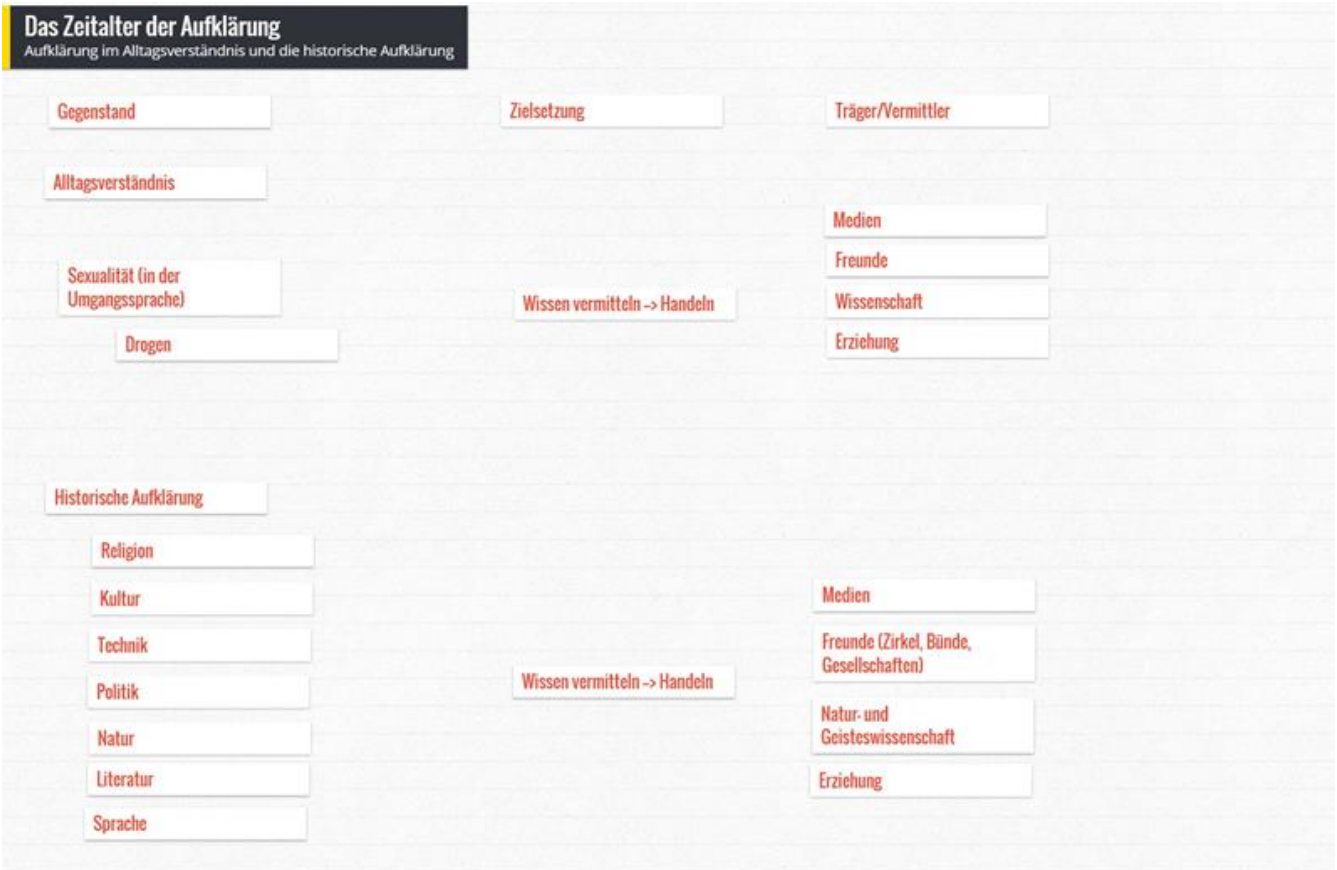 Das Zeitalter der Aufklärung
Aufklärung im Alltagsverständnis und die historische Aufklärung
Gegenstand
Zielsetzung
Träger/Vermittler
Alltagsverständnis
Sexualität (in der
Umgangssprache)
Drogen
Wissen vermitteln –> Handeln
Medien
Freunde
Wissenschaft
Erziehung
Historische Aufklärung
Religion
Kultur
Technik
Politik
Natur
Literatur
Sprache
Wissen vermitteln –> Handeln
Medien
Freunde (Zirkel, Bünde,
Gesellschaften)
Natur- und
Geisteswissenschaft
Erziehung